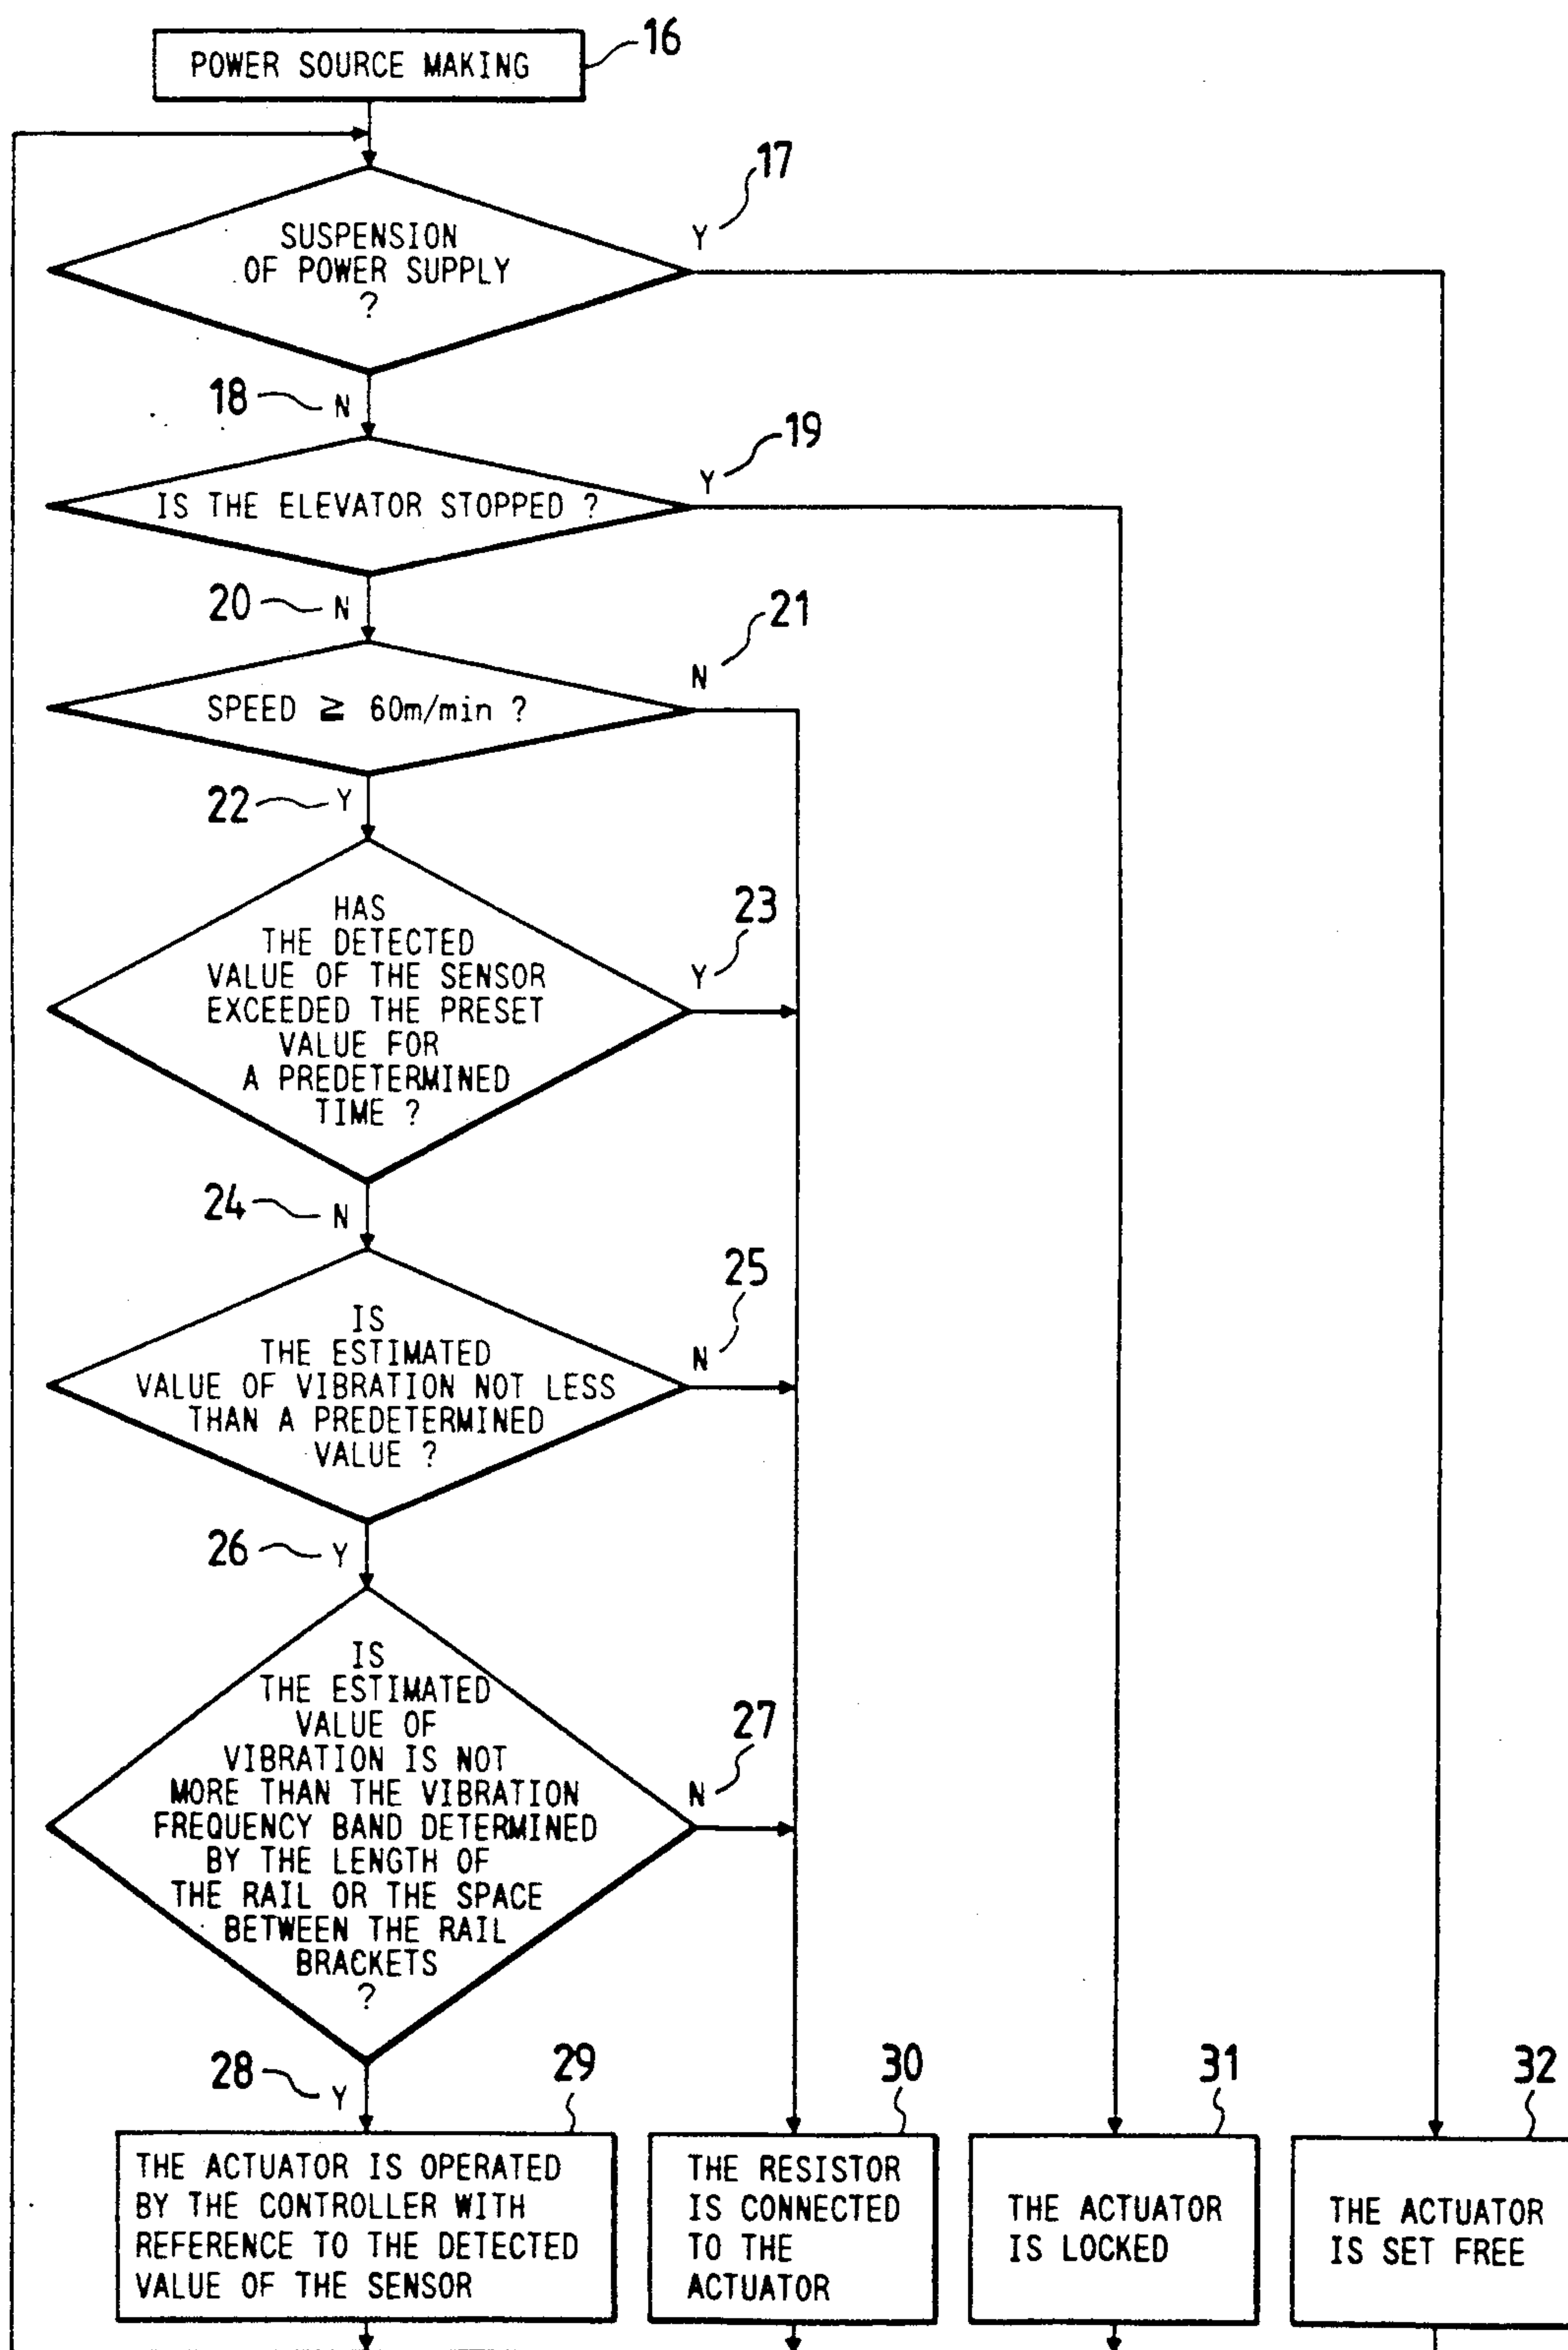 POWER SOURCE MAKING
16
SUSPENSION
OF POWER SUPPLY
?
Y
17
18
N
IS THE ELEVATOR STOPPED ?
Y
19
20
N
SPEED ≧ 60m/min ?
N
21
22
Y
HAS
THE DETECTED
VALUE OF THE SENSOR
EXCEEDED THE PRESET
VALUE FOR
A PREDETERMINED
TIME ?
Y
23
24
N
IS
THE ESTIMATED
VALUE OF VIBRATION NOT LESS
THAN A PREDETERMINED
VALUE ?
N
25
26
Y
IS
THE ESTIMATED
VALUE OF
VIBRATION IS NOT
MORE THAN THE VIBRATION
FREQUENCY BAND DETERMINED
BY THE LENGTH OF
THE RAIL OR THE SPACE
BETWEEN THE RAIL
BRACKETS
?
N
27
28
Y
29
THE ACTUATOR IS OPERATED
BY THE CONTROLLER WITH
REFERENCE TO THE DETECTED
VALUE OF THE SENSOR
30
THE RESISTOR
IS CONNECTED
TO THE
ACTUATOR
31
THE ACTUATOR
IS LOCKED
32
THE ACTUATOR
IS SET FREE